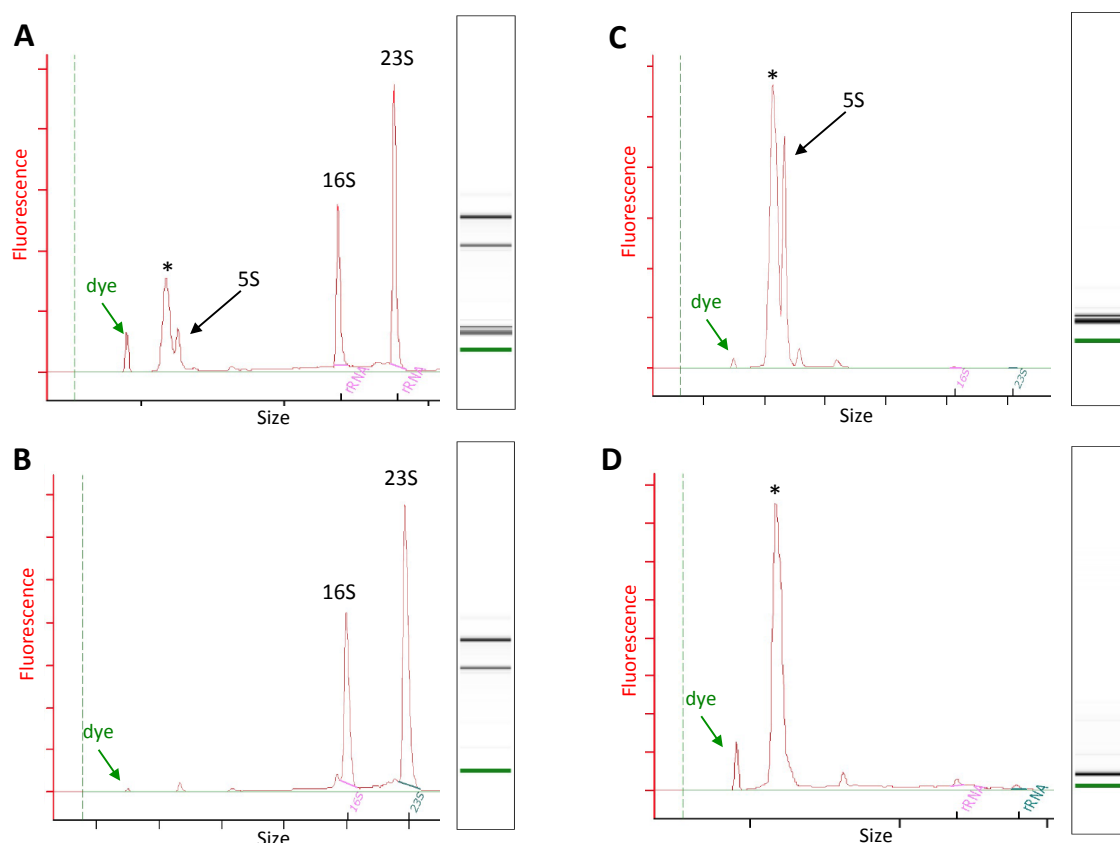 A
23S
16S
*
5S
dye
Fluorescence
rRNA
rRNA
Size
C
*
5S
dye
Fluorescence
16S
23S
Size
B
23S
16S
dye
Fluorescence
16S
23S
Size
D
*
dye
Fluorescence
rRNA
rRNA
Size